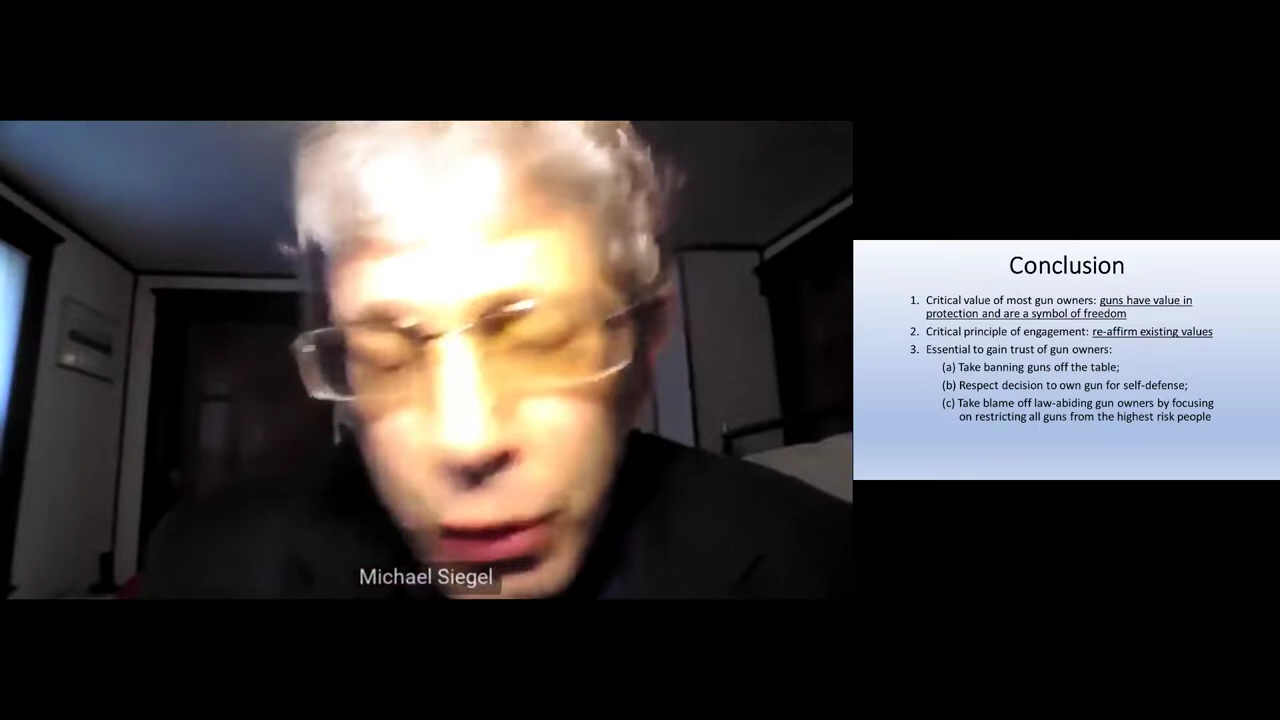 Michael Siegel
Conclusion
1. Critical value of most gun owners: guns have value in
protection and are a symbol of freedom
2. Critical principle of engagement: re-affirm existing values
3. Essential to gain trust of gun owners:
(a) Take banning guns off the table;
(b) Respect decision to own gun for self-defense;
(c) Take blame off law-abiding gun owners by focusing
on restricting all guns from the highest risk people